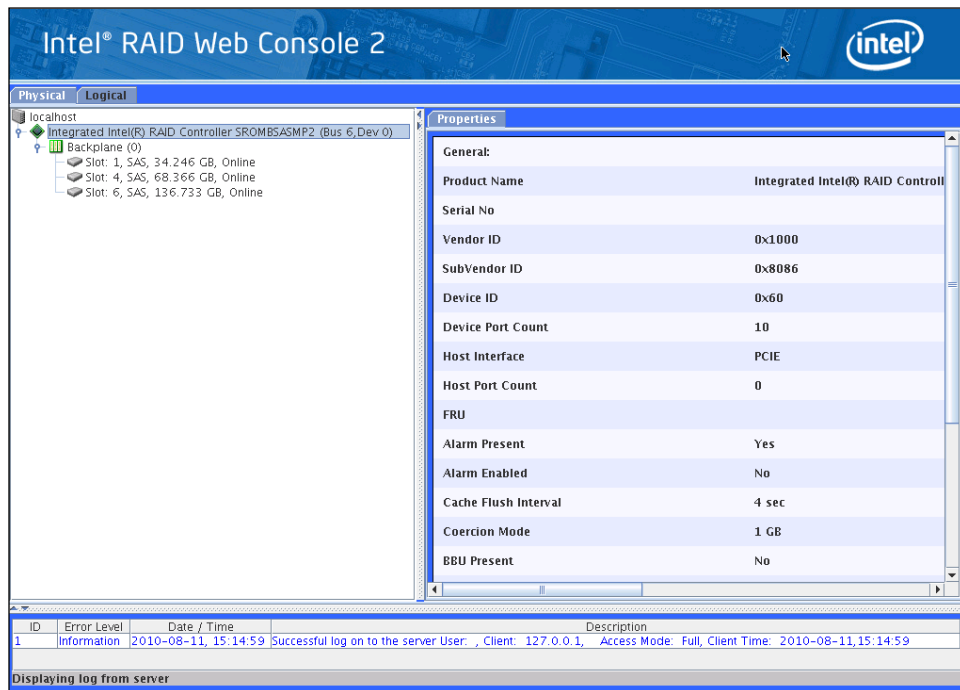 Intel® RAID Web Console 2
intel
Physical Logical
localhost
Integrated Intel(R) RAID Controller SROMBSASMP2 (Bus 6,Dev 0)
Backplane (0)
Slot: 1, SAS, 34.246 GB, Online
Slot: 4, SAS, 68.366 GB, Online
Slot: 6, SAS, 136.733 GB, Online
Properties
General:
Product Name Integrated Intel(R) RAID Controll
Serial No
Vendor ID 0x1000
SubVendor ID 0x8086
Device ID 0x60
Device Port Count 10
Host Interface PCIE
Host Port Count 0
FRU
Alarm Present Yes
Alarm Enabled No
Cache Flush Interval 4 sec
Coercion Mode 1 GB
BBU Present No
ID Error Level Date / Time Description
1 Information 2010-08-11, 15:14:59 Successful log on to the server User: , Client: 127.0.0.1, Access Mode: Full, Client Time: 2010-08-11,15:14:59
Displaying log from server